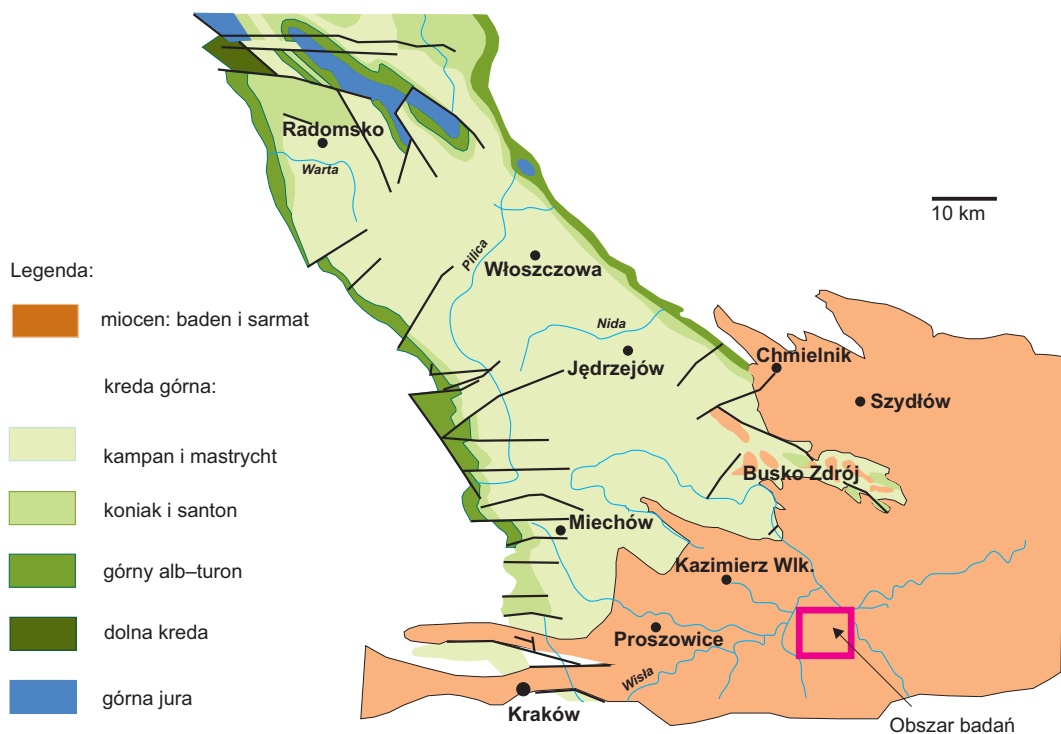 Radomsko
Warta
10 km
Pilica
Włoszczowa
Legenda:
miocen: baden i sarmat
Nida
Chmielnik
Jędrzejów
kreda górna:
Szydłów
kampan i mastrycht
Busko Zdrój
koniak i santon
Miechów
górny alb–turon
Kazimierz Wlk.
dolna kreda
Proszowice
Wisła
górna jura
Kraków
Obszar badań